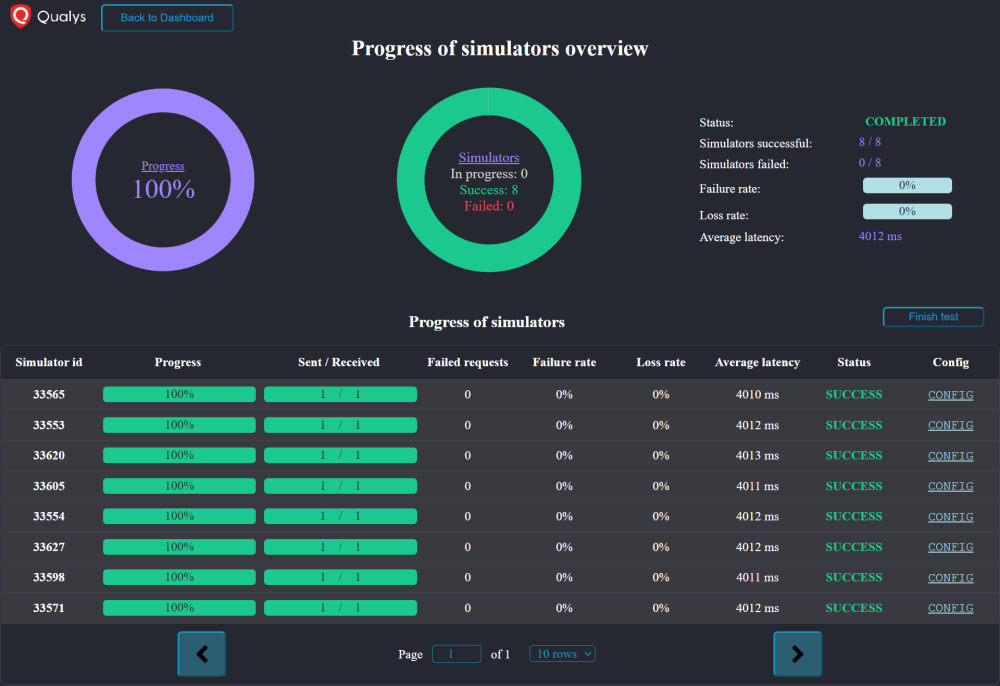 Qualys Back to Dashboard
Progress of simulators overview
Progress
100%
Simulators
In progress: 0
Success: 8
Failed: 0
Status: COMPLETED
Simulators successful: 8 / 8
Simulators failed: 0 / 8
Failure rate: 0%
Loss rate: 0%
Average latency: 4012 ms
Progress of simulators
Finish test
Simulator id Progress Sent / Received Failed requests Failure rate Loss rate Average latency Status Config
33565 100% 1 / 1 0 0% 0% 4010 ms SUCCESS CONFIG
33553 100% 1 / 1 0 0% 0% 4012 ms SUCCESS CONFIG
33620 100% 1 / 1 0 0% 0% 4013 ms SUCCESS CONFIG
33605 100% 1 / 1 0 0% 0% 4011 ms SUCCESS CONFIG
33554 100% 1 / 1 0 0% 0% 4012 ms SUCCESS CONFIG
33627 100% 1 / 1 0 0% 0% 4012 ms SUCCESS CONFIG
33598 100% 1 / 1 0 0% 0% 4011 ms SUCCESS CONFIG
33571 100% 1 / 1 0 0% 0% 4012 ms SUCCESS CONFIG
Page 1 of 1 10 rows